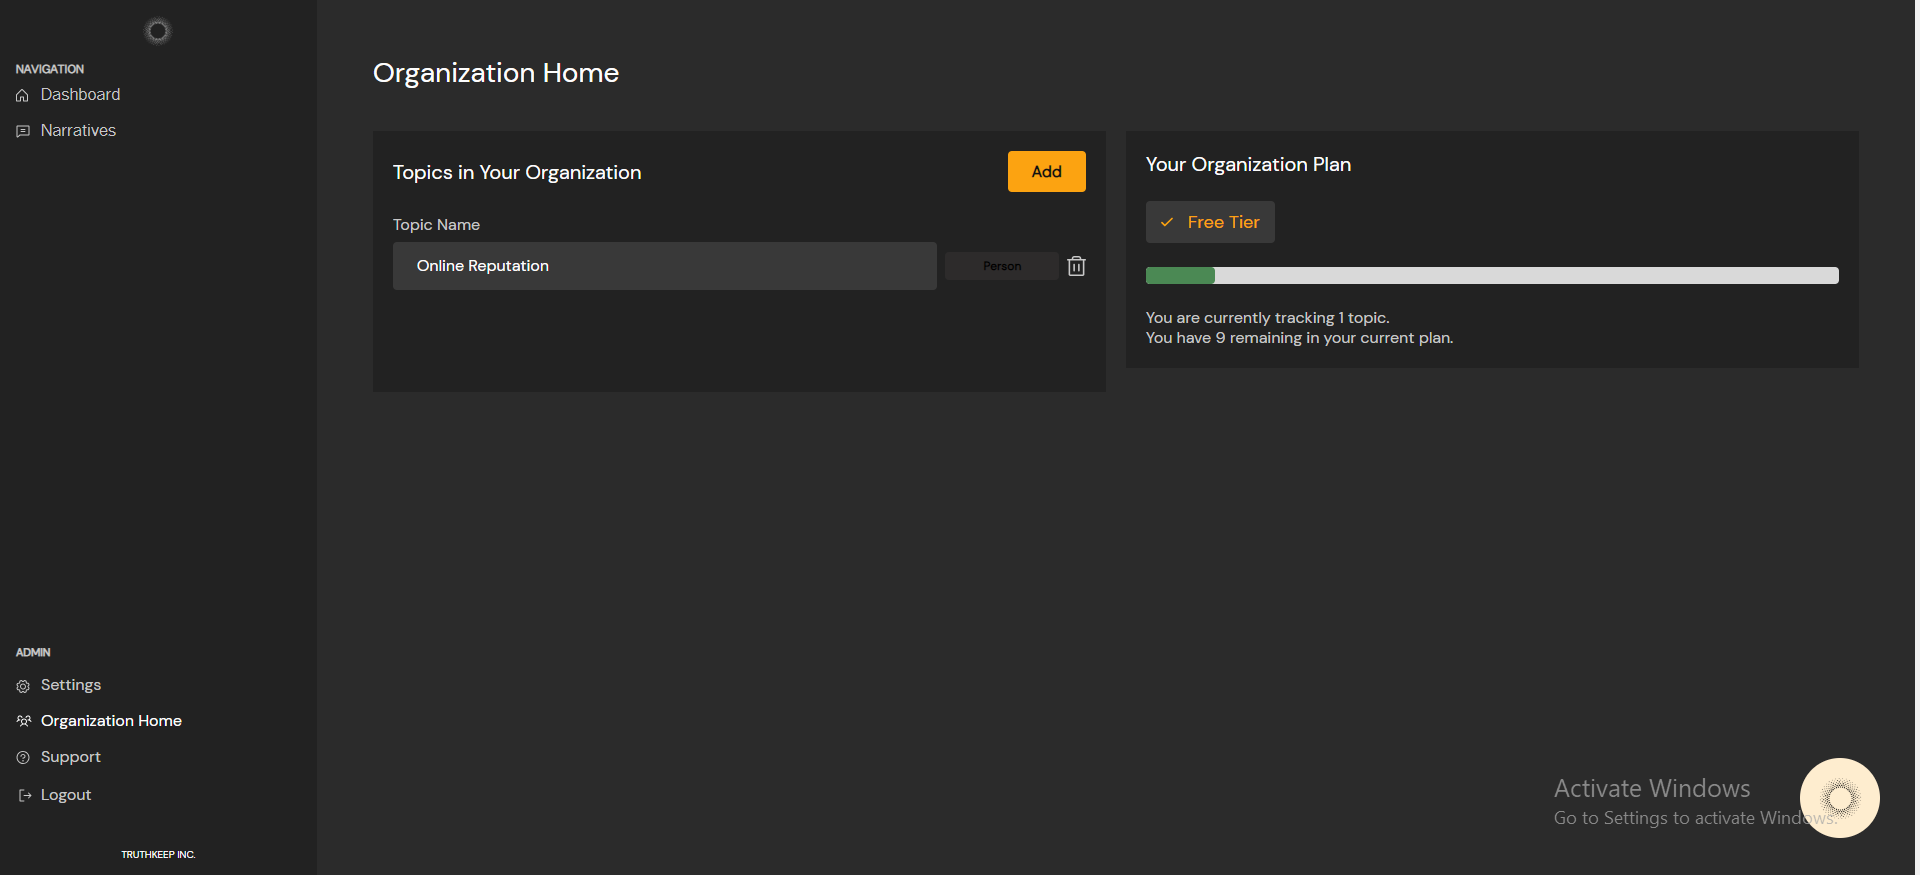 NAVIGATION
Dashboard
Narratives
ADMIN
Settings
Organization Home
Support
Logout
TRUTHKEEP INC.
Organization Home
Topics in Your Organization
Add
Topic Name
Online Reputation
Person
Your Organization Plan
Free Tier
You are currently tracking 1 topic.
You have 9 remaining in your current plan.
Activate Windows
Go to Settings to activate Windows.